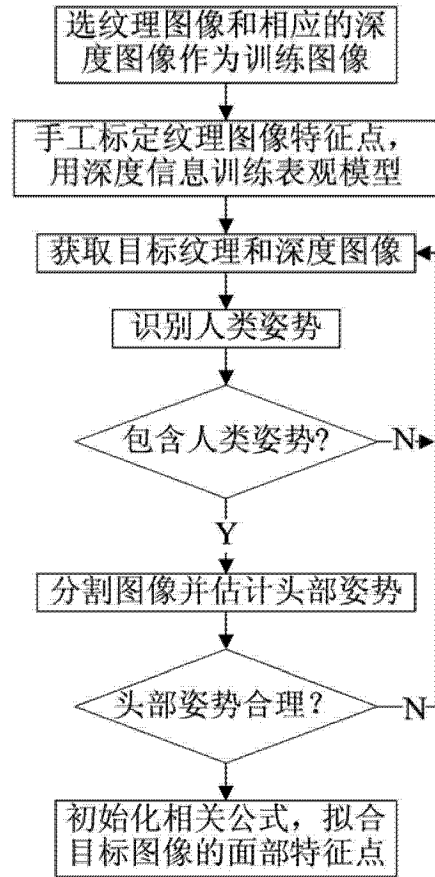 选纹理图像和相应的深
度图像作为训练图像
手工标定纹理图像特征点,
用深度信息训练表观模型
获取目标纹理和深度图像
识别人类姿势
包含人类姿势?
N
Y
分割图像并估计头部姿势
头部姿势合理?
N
初始化相关公式,拟合
目标图像的面部特征点